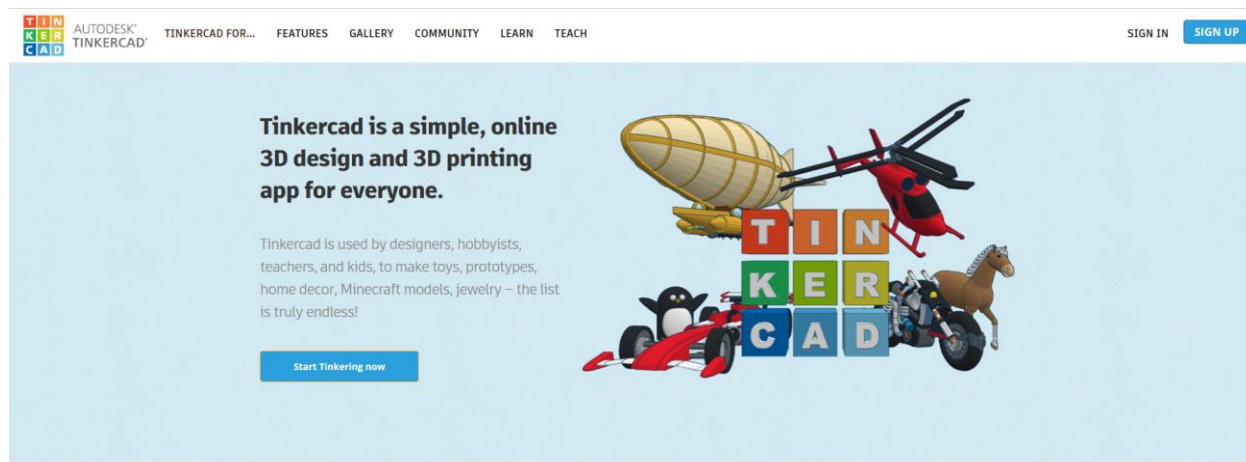 TIN
KER
CAD
AUTODESK®
TINKERCAD®
TINKERCAD FOR... FEATURES GALLERY COMMUNITY LEARN TEACH SIGN IN SIGN UP
Tinkercad is a simple, online
3D design and 3D printing
app for everyone.
Tinkercad is used by designers, hobbyists,
teachers, and kids, to make toys, prototypes,
home decor, Minecraft models, jewelry – the list
is truly endless!
Start Tinkering now
TIN
KER
CAD